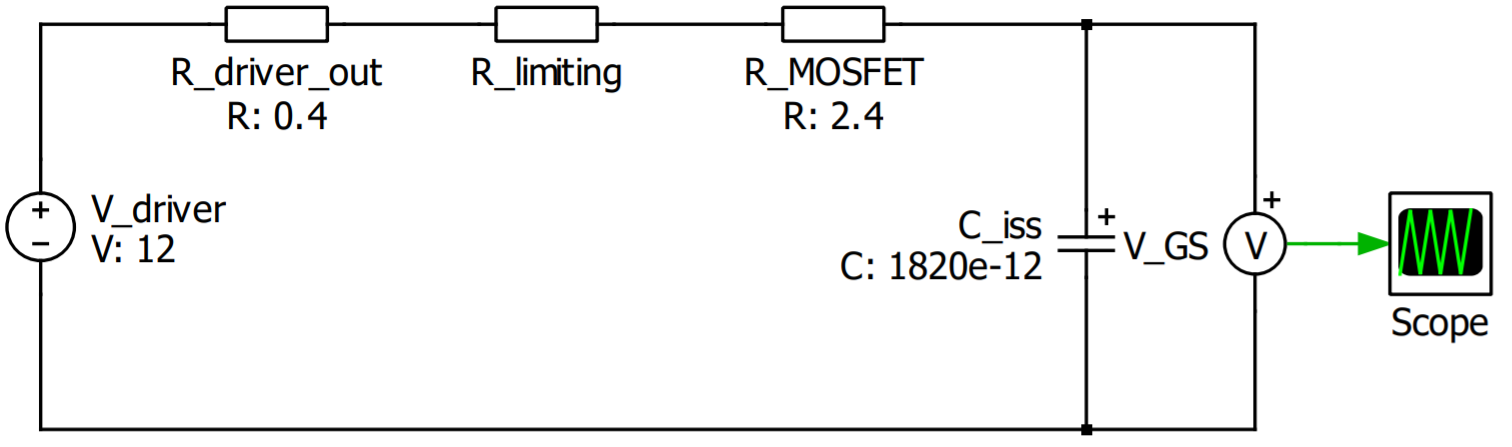 R_driver_out
R: 0.4
R_limiting
R_MOSFET
R: 2.4
+
−
V_driver
V: 12
C_iss
C: 1820e-12
+
V_GS
+
V
Scope